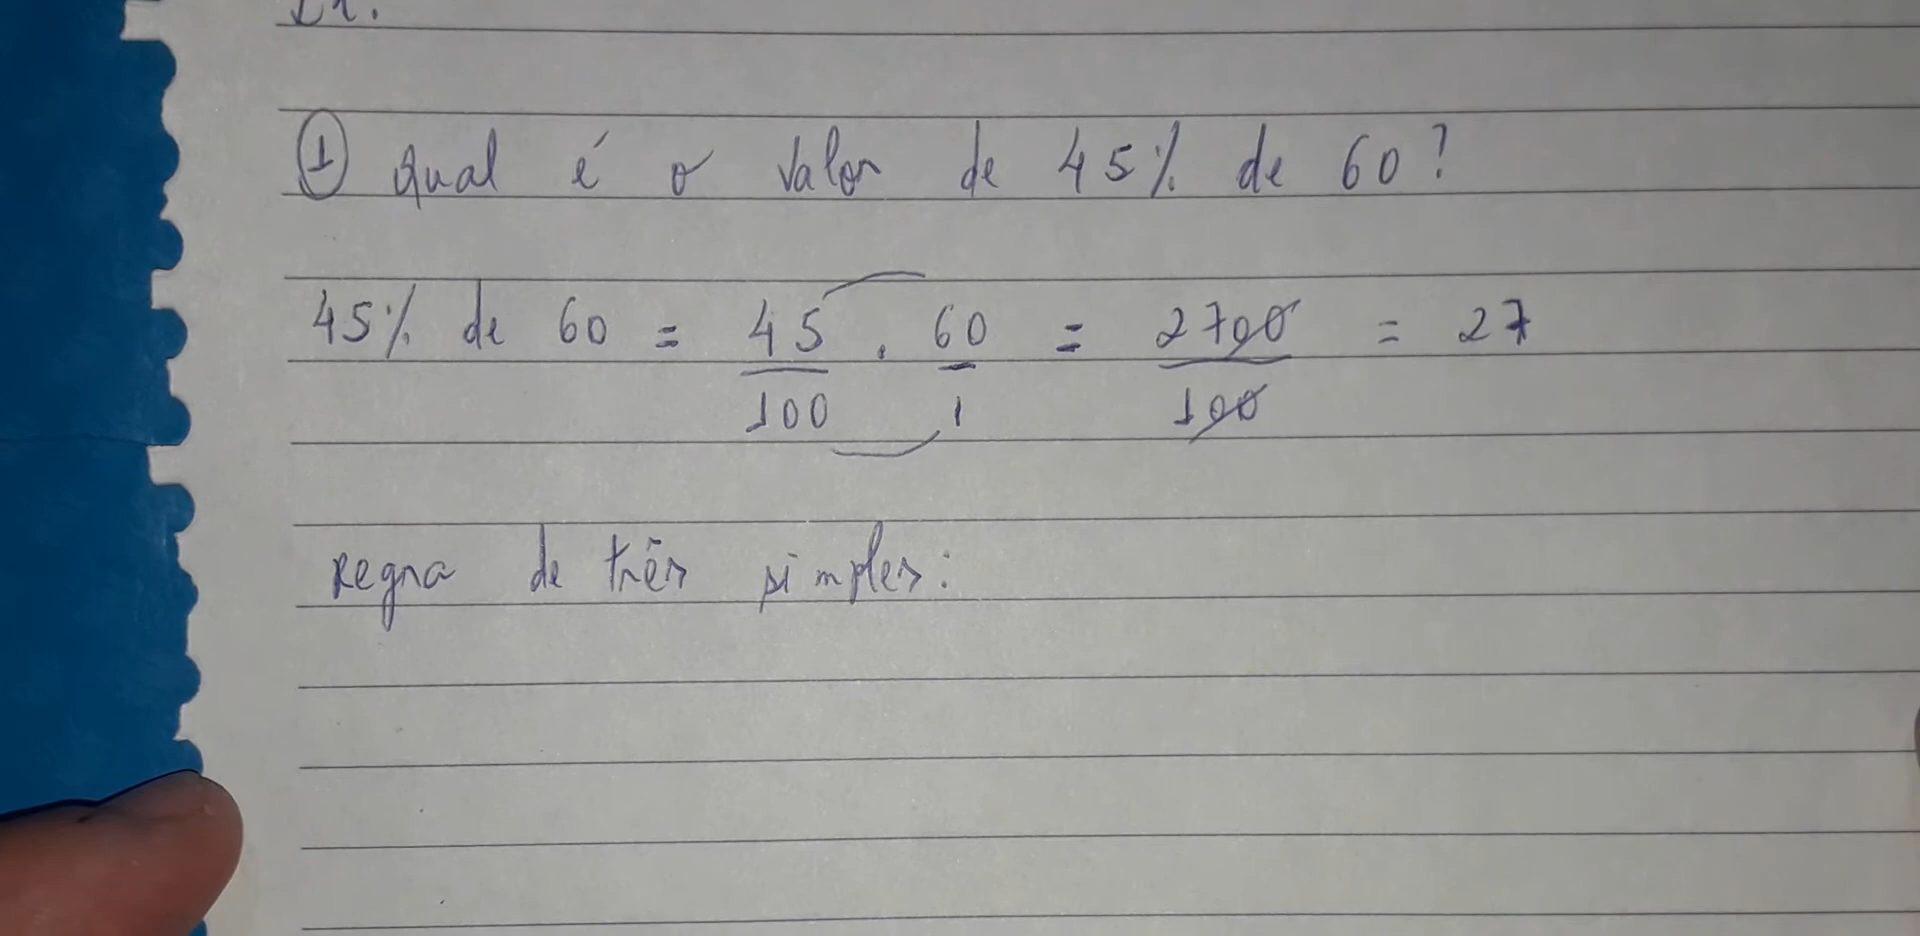 ① Qual é o valor de 45% de 60?
45% de 60 = 45/100 . 60/1 = 2700/100 = 27
Regra de três simples: